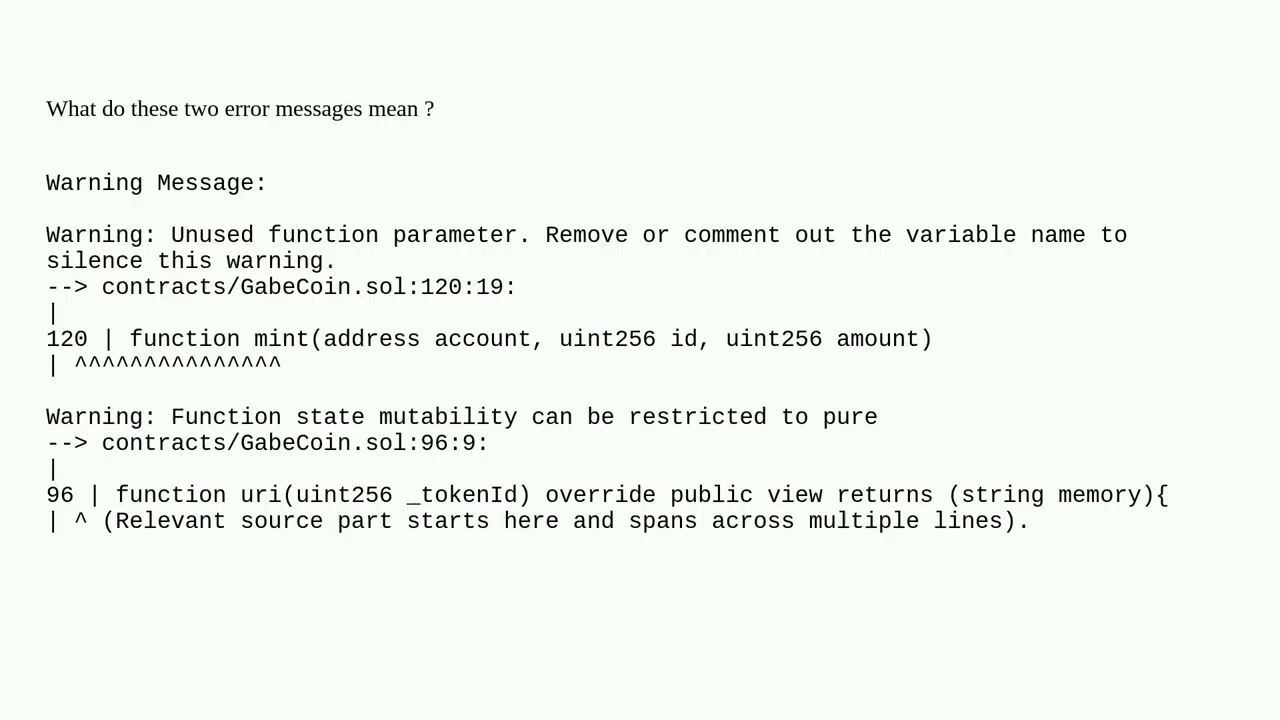 What do these two error messages mean ?
Warning Message:
Warning: Unused function parameter. Remove or comment out the variable name to
silence this warning.
--> contracts/GabeCoin.sol:120:19:
|
120 | function mint(address account, uint256 id, uint256 amount)
| ^^^^^^^^^^^^^^^
Warning: Function state mutability can be restricted to pure
--> contracts/GabeCoin.sol:96:9:
|
96 | function uri(uint256 _tokenId) override public view returns (string memory){
| ^ (Relevant source part starts here and spans across multiple lines).